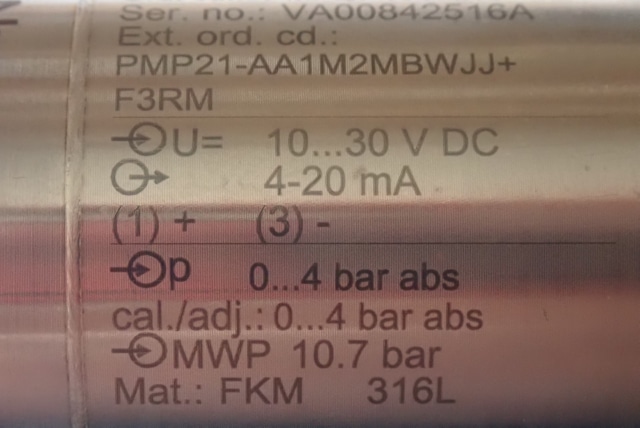 Ser. no.: VA00842516A
Ext. ord. cd.:
PMP21-AA1M2MBWJJ+
F3RM
U= 10...30 V DC
4-20 mA
(1) + (3) -
p 0...4 bar abs
cal./adj.: 0...4 bar abs
MWP 10.7 bar
Mat.: FKM 316L